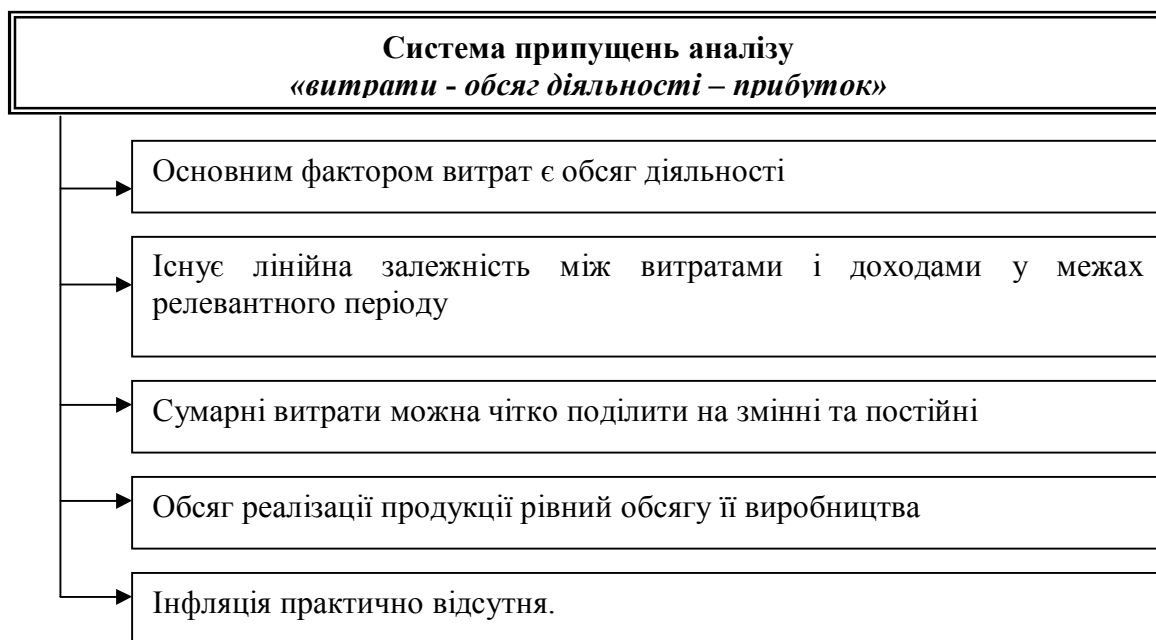 Система припущень аналізу
«витрати - обсяг діяльності – прибуток»
Основним фактором витрат є обсяг діяльності
Існує лінійна залежність між витратами і доходами у межах
релевантного періоду
Сумарні витрати можна чітко поділити на змінні та постійні
Обсяг реалізації продукції рівний обсягу її виробництва
Інфляція практично відсутня.